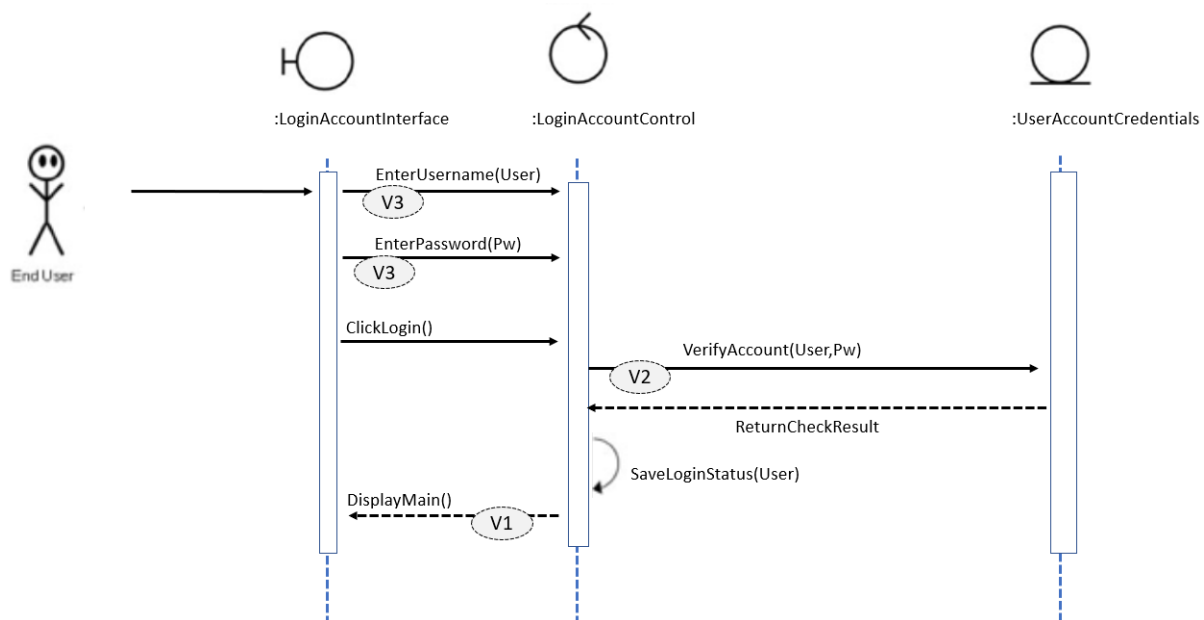 :LoginAccountInterface
:LoginAccountControl
:UserAccountCredentials
End User
EnterUsername(User)
V3
EnterPassword(Pw)
V3
ClickLogin()
VerifyAccount(User,Pw)
V2
ReturnCheckResult
SaveLoginStatus(User)
DisplayMain()
V1